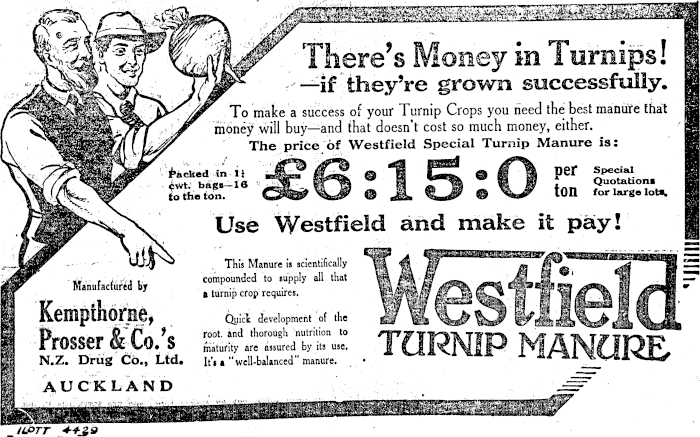 There's Money in Turnips!
—if they're grown successfully.
To make a success of your Turnip Crops you need the best manure that
money will buy—and that doesn't cost so much money, either.
The price of Westfield Special Turnip Manure is:
Packed in 1¼
cwt. bags—16
to the ton.
£6:15:0
per
ton
Special
Quotations
for large lots.
Use Westfield and make it pay!
Manufactured by
Kempthorne,
Prosser & Co.'s
N.Z. Drug Co., Ltd.
AUCKLAND
This Manure is scientifically
compounded to supply all that
a turnip crop requires.
Quick development of the
root and thorough nutrition to
maturity are assured by its use.
It's a "well-balanced" manure.
Westfield
TURNIP MANURE
ILOTT 4429